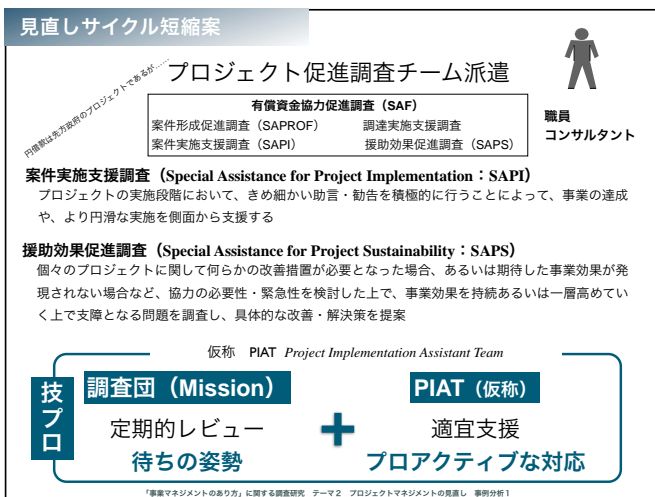 見直しサイクル短縮案
円借款は先方政府のプロジェクトであるが……
プロジェクト促進調査チーム派遣
有償資金協力促進調査（SAF）
案件形成促進調査（SAPROF）　調達実施支援調査
案件実施支援調査（SAPI）　援助効果促進調査（SAPS）
職員
コンサルタント
案件実施支援調査（Special Assistance for Project Implementation：SAPI）
プロジェクトの実施段階において、きめ細かい助言・勧告を積極的に行うことによって、事業の達成
や、より円滑な実施を側面から支援する
援助効果促進調査（Special Assistance for Project Sustainability：SAPS）
個々のプロジェクトに関して何らかの改善措置が必要となった場合、あるいは期待した事業効果が発
現されない場合など、協力の必要性・緊急性を検討した上で、事業効果を持続あるいは一層高めてい
く上で支障となる問題を調査し、具体的な改善・解決策を提案
仮称　PIAT Project Implementation Assistant Team
技プロ
調査団（Mission）
定期的レビュー
待ちの姿勢
+
PIAT（仮称）
適宜支援
プロアクティブな対応
「事業マネジメントのあり方」に関する調査研究　テーマ2　プロジェクトマネジメントの見直し　事例分析1